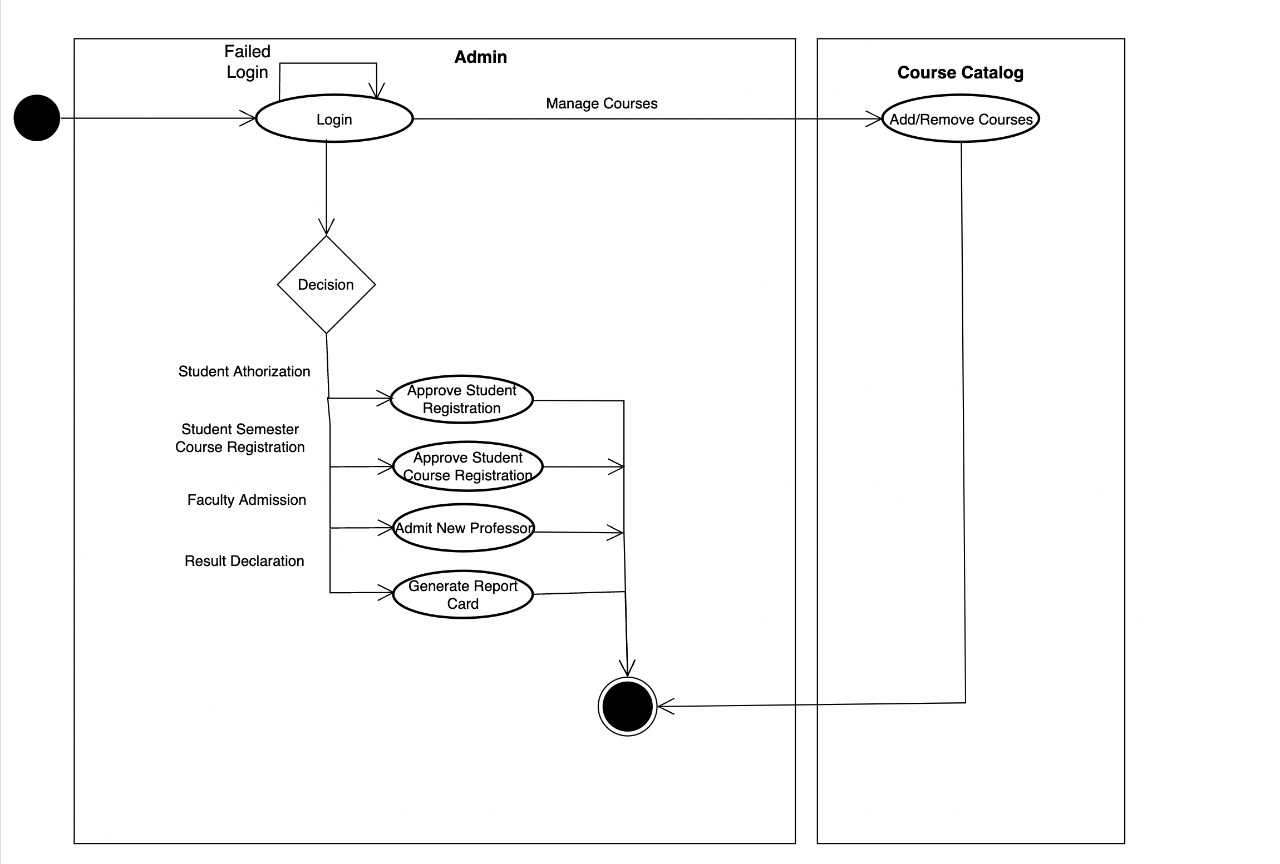 Failed
Login
Admin
Course Catalog
Manage Courses
Login
Add/Remove Courses
Decision
Student Athorization
Approve Student
Registration
Student Semester
Course Registration
Approve Student
Course Registration
Faculty Admission
Admit New Professor
Result Declaration
Generate Report
Card